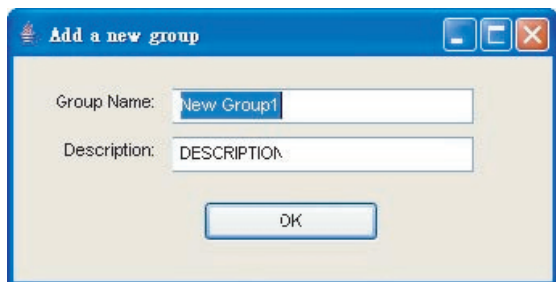 Add a new group
Group Name: New Group1
Description: DESCRIPTION
OK